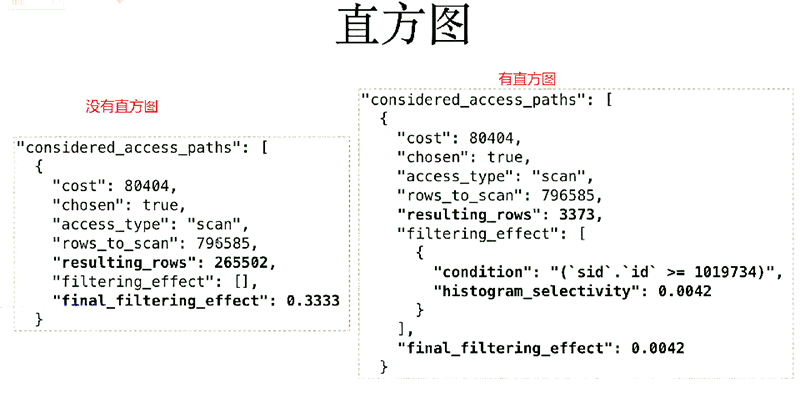 直方图
没有直方图
"considered_access_paths": [
{
"cost": 80404,
"chosen": true,
"access_type": "scan",
"rows_to_scan": 796585,
"resulting_rows": 265502,
"filtering_effect": [],
"final_filtering_effect": 0.3333
}
有直方图
"considered_access_paths": [
{
"cost": 80404,
"chosen": true,
"access_type": "scan",
"rows_to_scan": 796585,
"resulting_rows": 3373,
"filtering_effect": [
{
"condition": "(`sid`.`id` >= 1019734)",
"histogram_selectivity": 0.0042
}
],
"final_filtering_effect": 0.0042
}